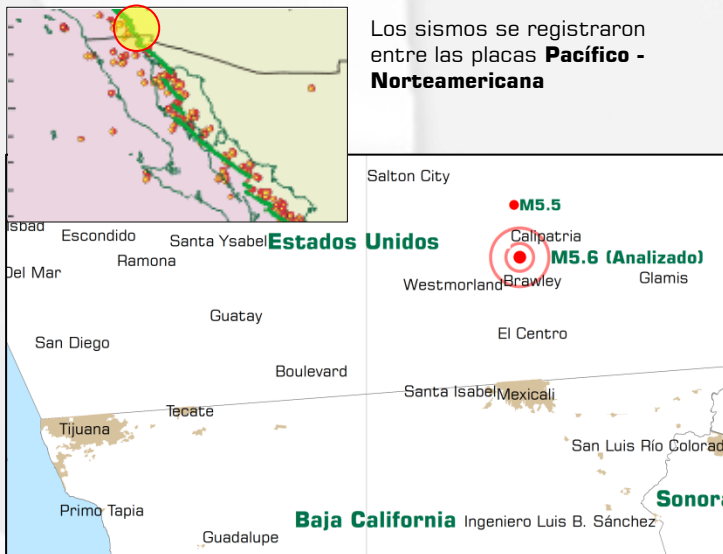 Los sismos se registraron
entre las placas Pacífico -
Norteamericana
Salton City
M5.5
Escondido
Santa Ysabel
Estados Unidos
Calipatria
Ramona
M5.6 (Analizado)
Del Mar
Westmorland
Brawley
Glamis
Guatay
San Diego
El Centro
Boulevard
Santa Isabel
Mexicali
Tecate
Tijuana
San Luis Río Colorad
Sonora
Primo Tapia
Baja California
Ingeniero Luis B. Sánchez
Guadalupe